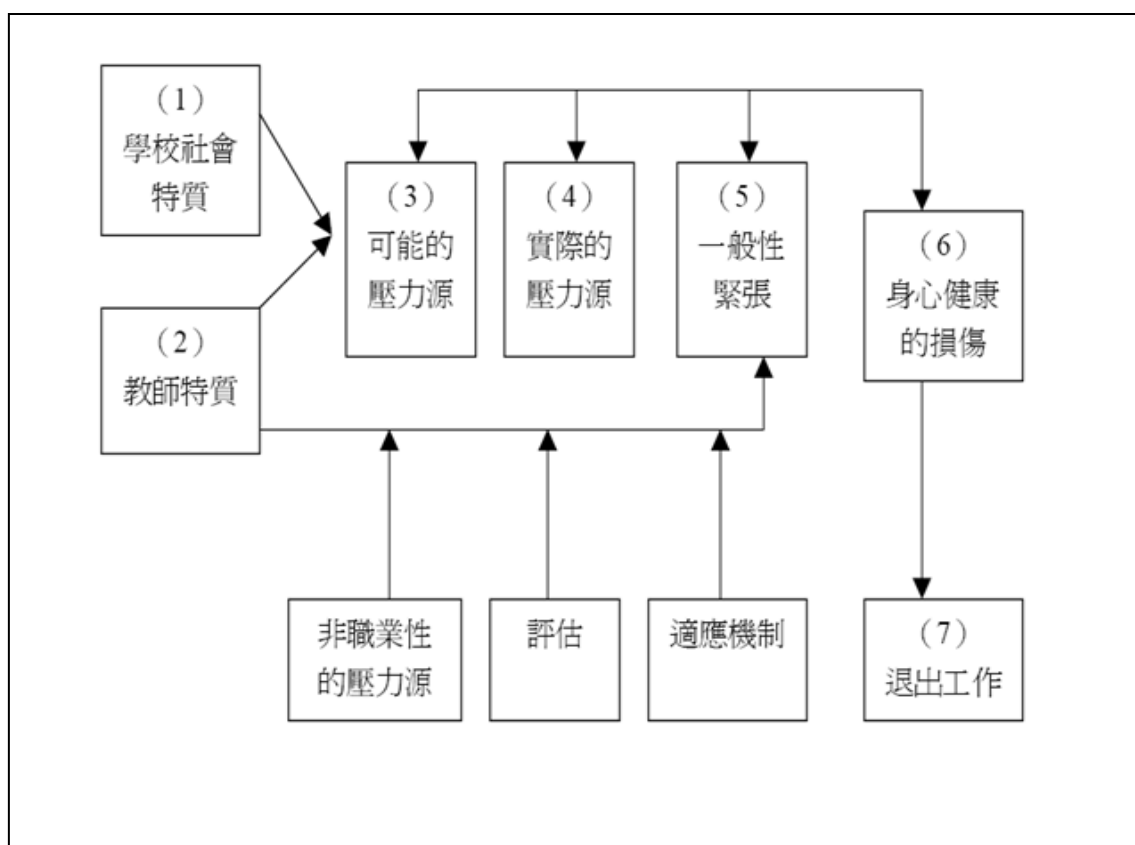 （1）
學校社會
特質
（2）
教師特質
（3）
可能的
壓力源
（4）
實際的
壓力源
（5）
一般性
緊張
（6）
身心健康
的損傷
非職業性
的壓力源
評估
適應機制
（7）
退出工作